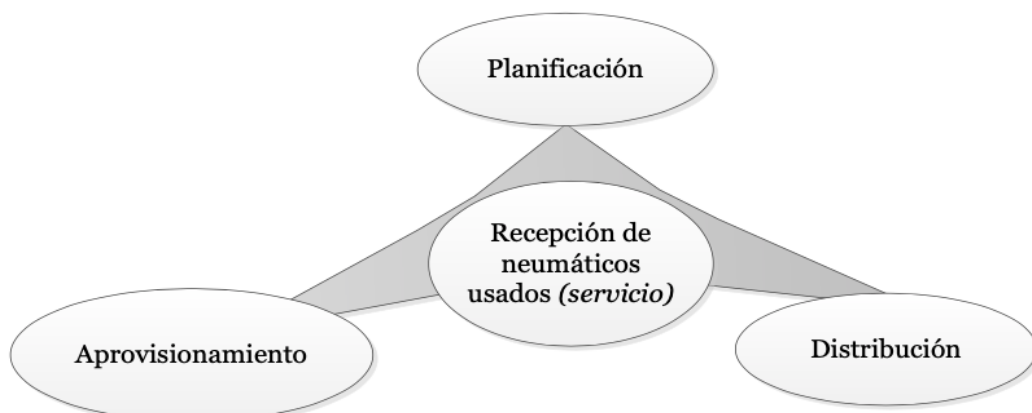 Planificación
Recepción de
neumáticos
usados (servicio)
Aprovisionamiento
Distribución